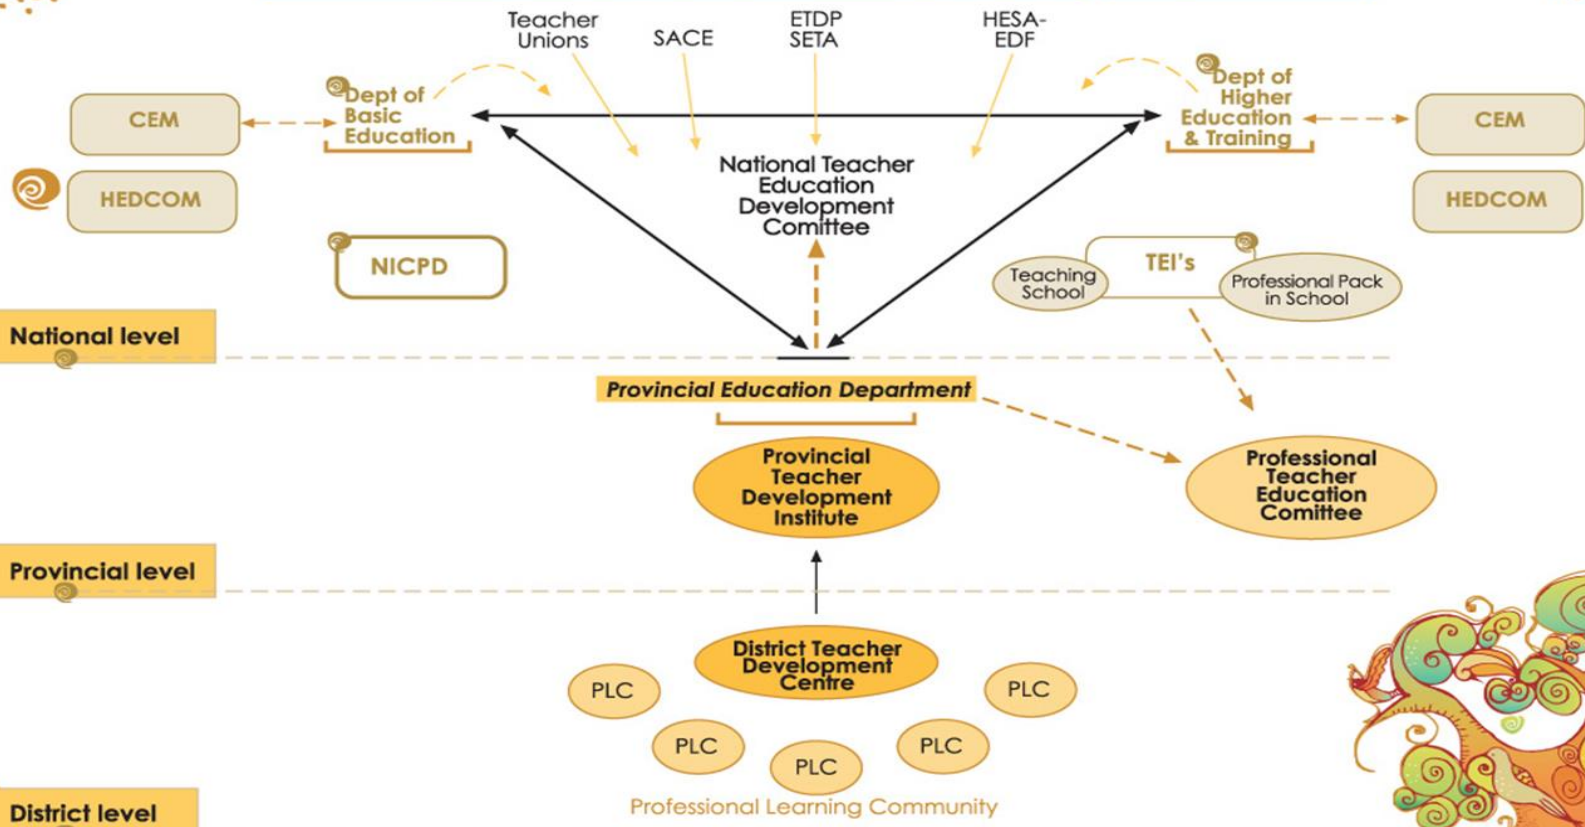 Teacher
Unions
SACE
ETDP
SETA
HESA-
EDF
CEM
Dept of
Basic
Education
Dept of
Higher
Education
& Training
CEM
HEDCOM
National Teacher
Education
Development
Comittee
HEDCOM
NICPD
Teaching
School
TEI's
Professional Pack
in School
National level
Provincial Education Department
Provincial
Teacher
Development
Institute
Professional
Teacher
Education
Comittee
Provincial level
District Teacher
Development
Centre
PLC
PLC
PLC
PLC
PLC
Professional Learning Community
District level